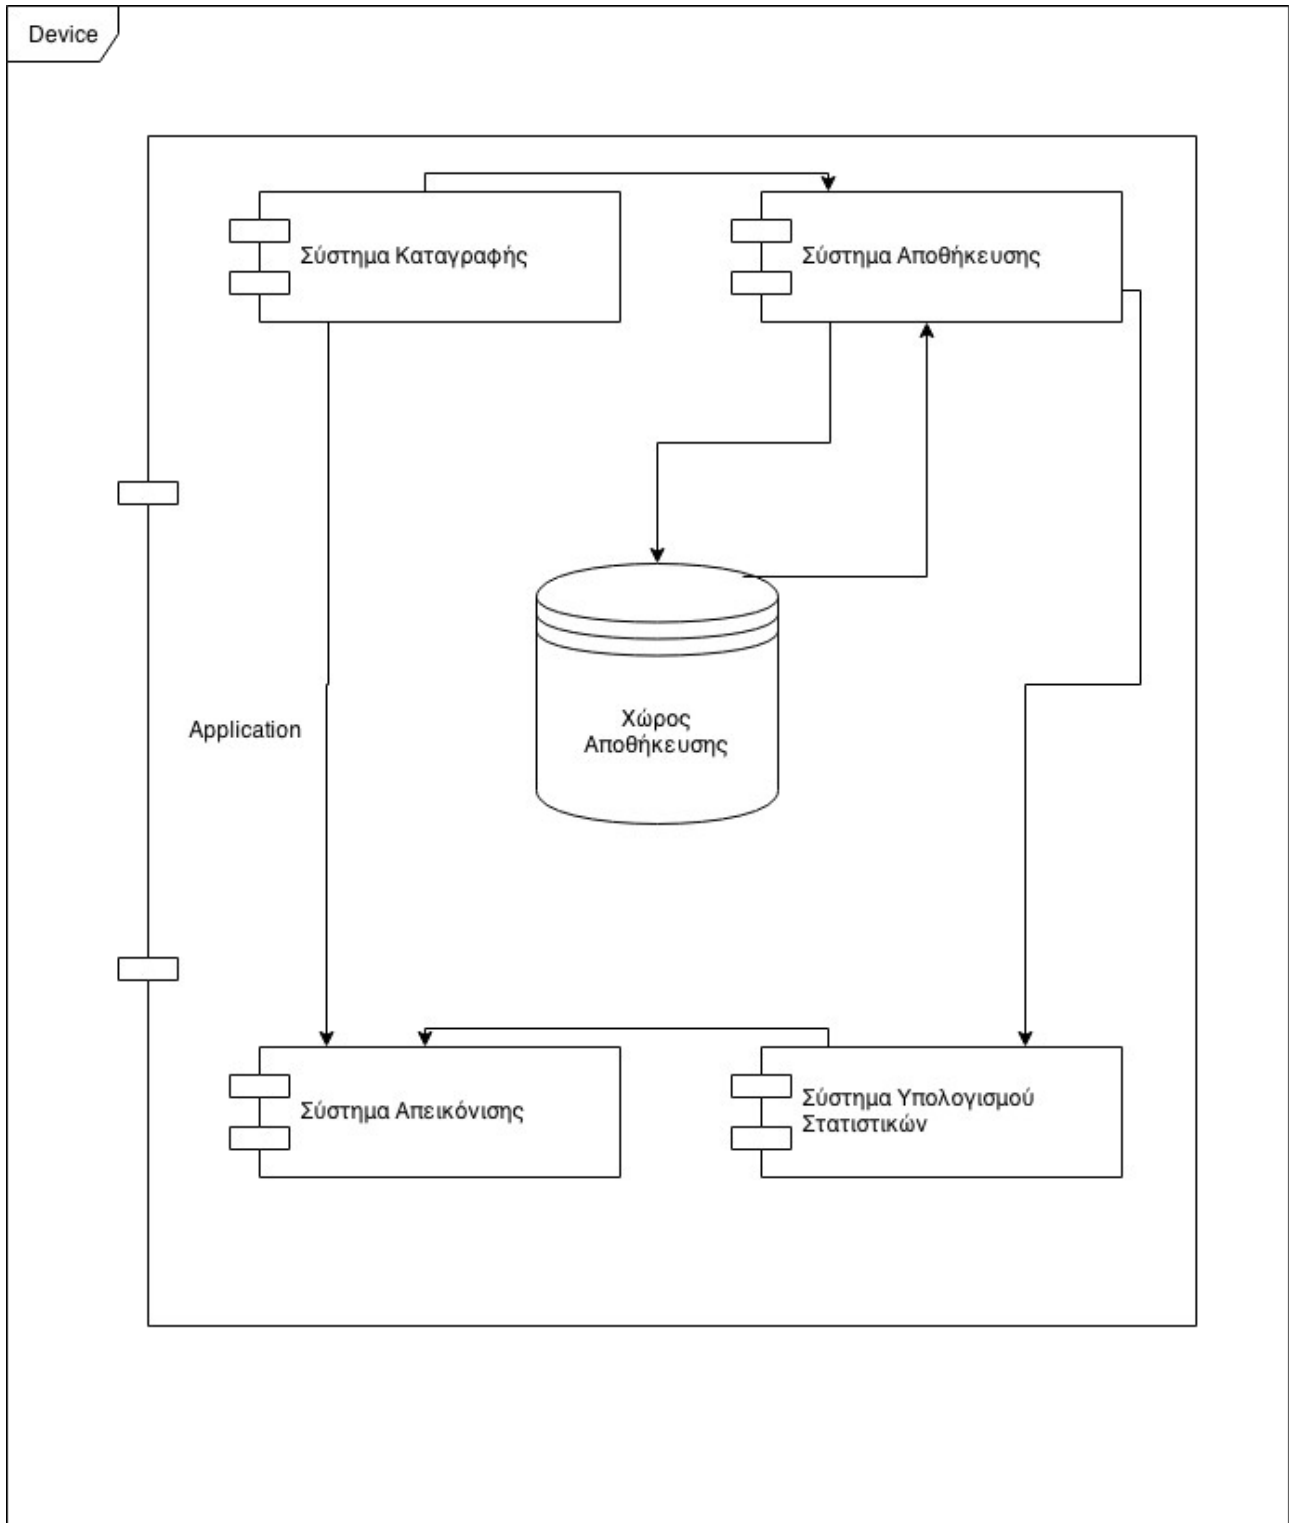 Device
Σύστημα Καταγραφής
Σύστημα Αποθήκευσης
Χώρος
Αποθήκευσης
Application
Σύστημα Απεικόνισης
Σύστημα Υπολογισμού
Στατιστικών